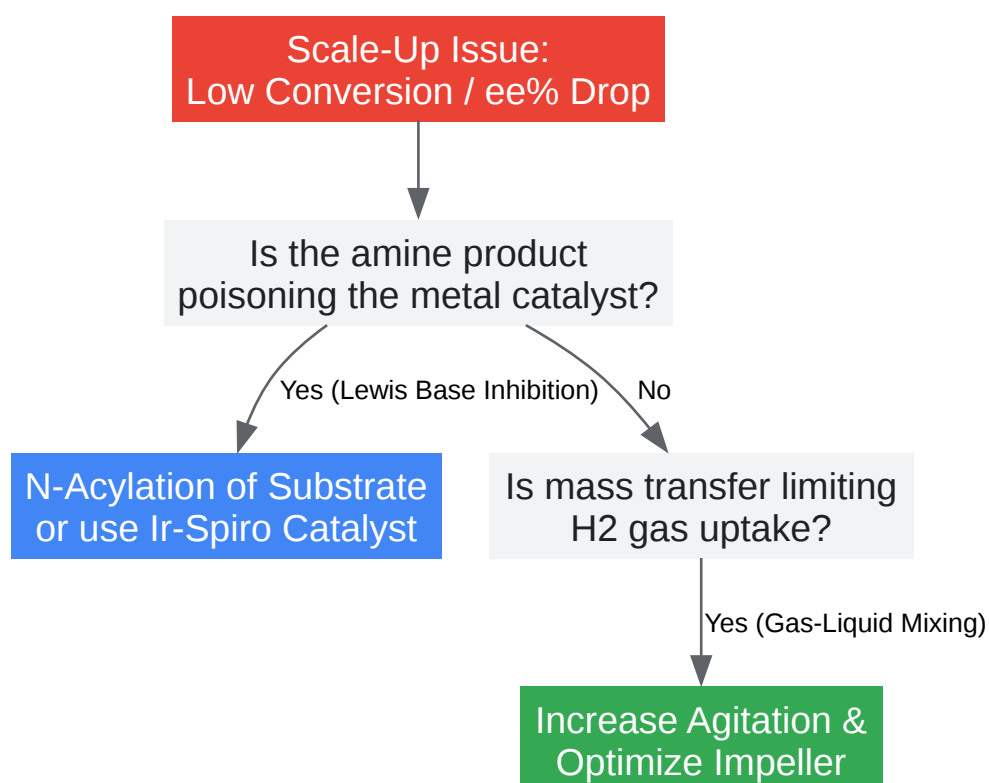 Scale-Up Issue:
Low Conversion / ee% Drop
Is the amine product
poisoning the metal catalyst?
Yes (Lewis Base Inhibition)
No
N-Acylation of Substrate
or use Ir-Spiro Catalyst
Is mass transfer limiting
H2 gas uptake?
Yes (Gas-Liquid Mixing)
Increase Agitation &
Optimize Impeller